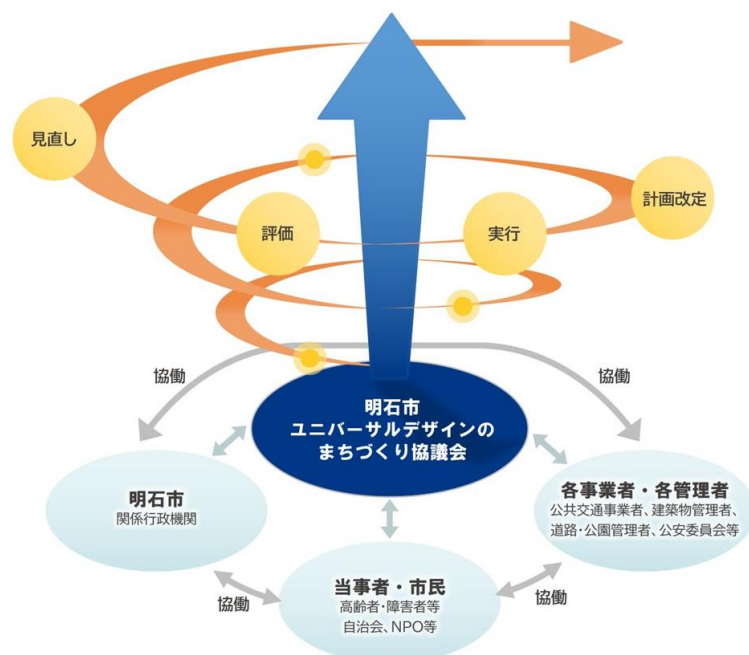 見直し
計画改定
評価
実行
協働
協働
明石市
ユニバーサルデザインの
まちづくり協議会
明石市
関係行政機関
各事業者・各管理者
公共交通事業者、建築物管理者、
道路・公園管理者、公安委員会等
当事者・市民
高齢者・障害者等
自治会、NPO等
協働
協働